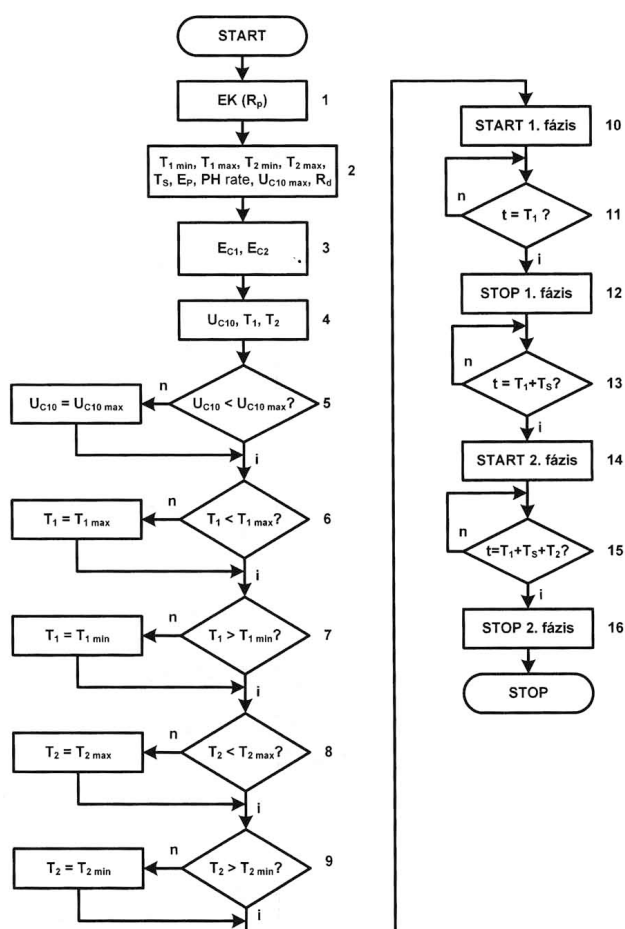 START
EK (Rp)
1
T1 min, T1 max, T2 min, T2 max,
TS, EP, PH rate, UC10 max, Rd
2
EC1, EC2
3
UC10, T1, T2
4
UC10 < UC10 max?
5
n
UC10 = UC10 max
i
T1 < T1 max?
6
n
T1 = T1 max
i
T1 > T1 min?
7
n
T1 = T1 min
i
T2 < T2 max?
8
n
T2 = T2 max
i
T2 > T2 min?
9
n
T2 = T2 min
i
START 1. fázis
10
n
t = T1 ?
11
i
STOP 1. fázis
12
n
t = T1+TS?
13
i
START 2. fázis
14
n
t=T1+TS+T2?
15
i
STOP 2. fázis
16
STOP